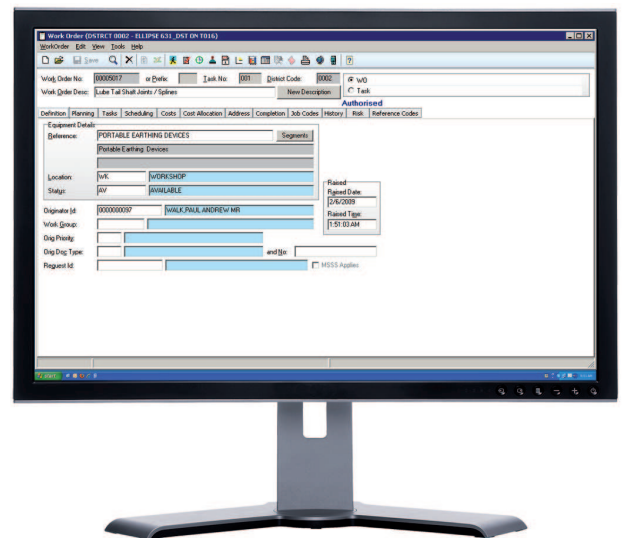 Work Order (DSTRCT 0002 - ELLIPSE 631_DST ON T016)
WorkOrder Edit View Tools Help
Save
Work Order No: 00005017 or Prefix: Task No: 001 District Code: 0002 WO
Work Order Desc: Lube Tail Shaft Joints / Splines New Description Task
Authorised
Definition Planning Tasks Scheduling Costs Cost Allocation Address Completion Job Codes History Risk Reference Codes
Equipment Details
Reference: PORTABLE EARTHING DEVICES Segments
Portable Earthing Devices
Location: WK WORKSHOP
Status: AV AVAILABLE
Raised
Raised Date:
2/6/2009
Originator Id: 0000000097 WALK,PAUL ANDREW MR
Raised Time:
Work Group: 1:51:03 AM
Orig Priority
Orig Doc Type: and No:
Request Id: MSSS Applies